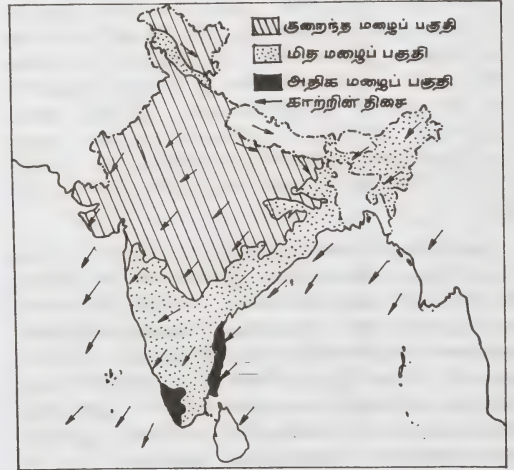 குறைந்த மழைப் பகுதி
மித மழைப் பகுதி
அதிக மழைப் பகுதி
காற்றின் திசை